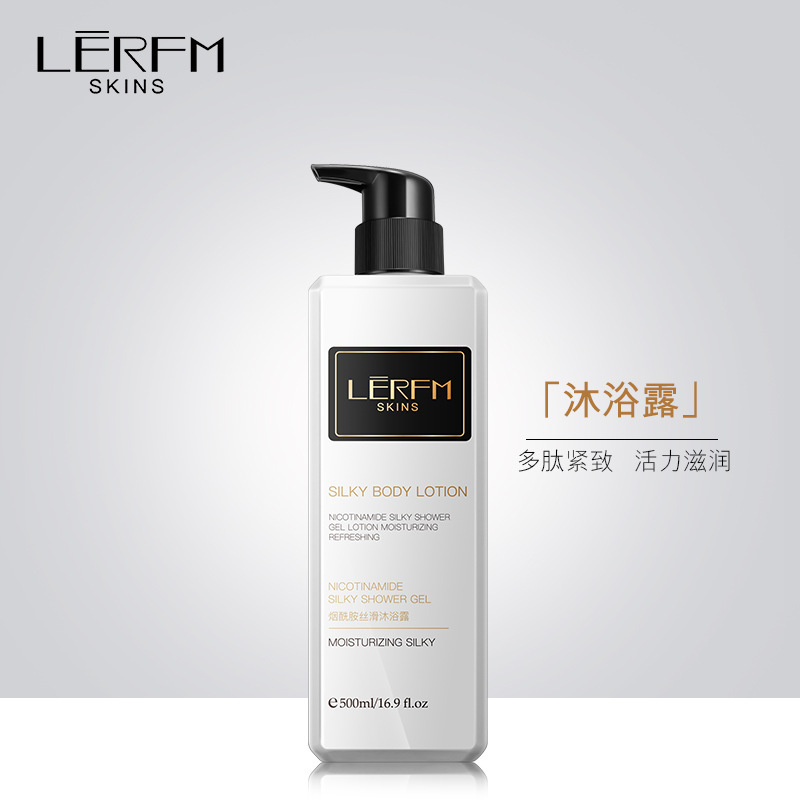 LĒRFM
SKINS
LĒRFM
SKINS
SILKY BODY LOTION
NICOTINAMIDE SILKY SHOWER
GEL LOTION MOISTURIZING
REFRESHING
NICOTINAMIDE
SILKY SHOWER GEL
烟酰胺丝滑沐浴露
MOISTURIZING SILKY
℮500ml/16.9 fl.oz
「沐浴露」
多肽紧致 活力滋润